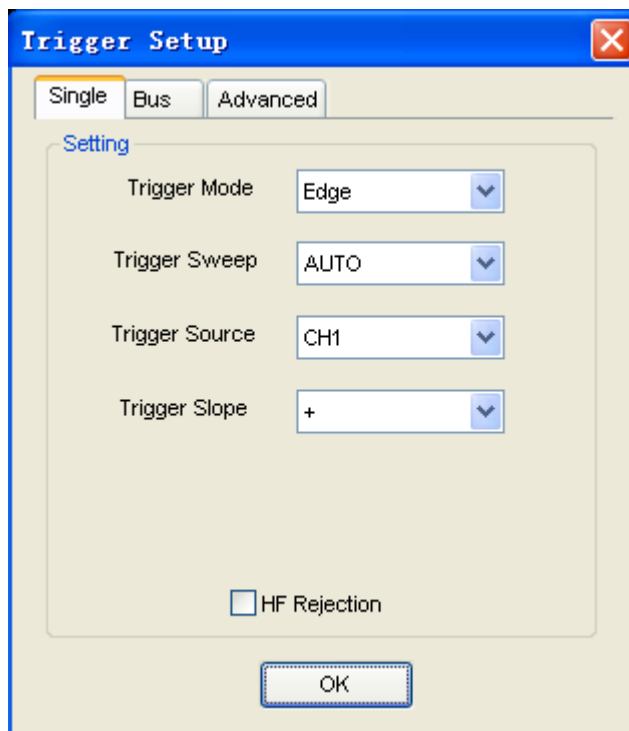 Trigger Setup
Single Bus Advanced
Setting
Trigger Mode Edge
Trigger Sweep AUTO
Trigger Source CH1
Trigger Slope +
HF Rejection
OK